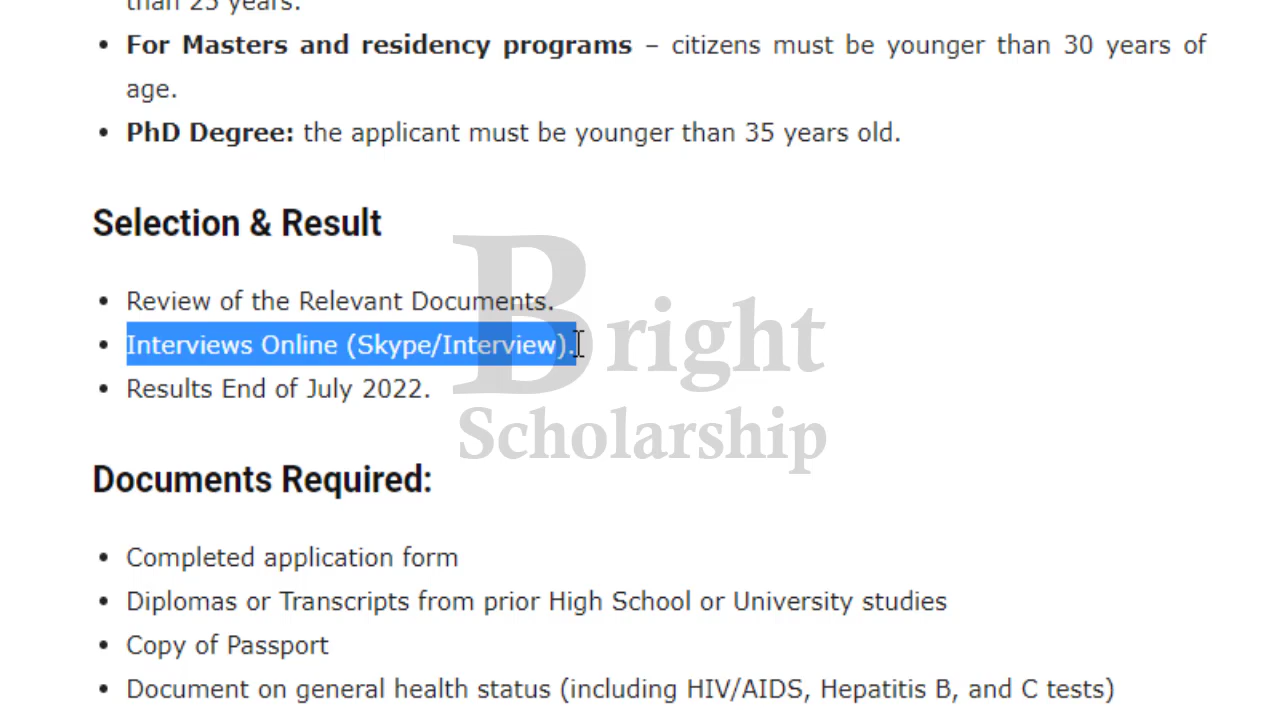 than 25 years.
• For Masters and residency programs – citizens must be younger than 30 years of
age.
• PhD Degree: the applicant must be younger than 35 years old.
Selection & Result
• Review of the Relevant Documents.
• Interviews Online (Skype/Interview).
• Results End of July 2022.
Bright
Scholarship
Documents Required:
• Completed application form
• Diplomas or Transcripts from prior High School or University studies
• Copy of Passport
• Document on general health status (including HIV/AIDS, Hepatitis B, and C tests)